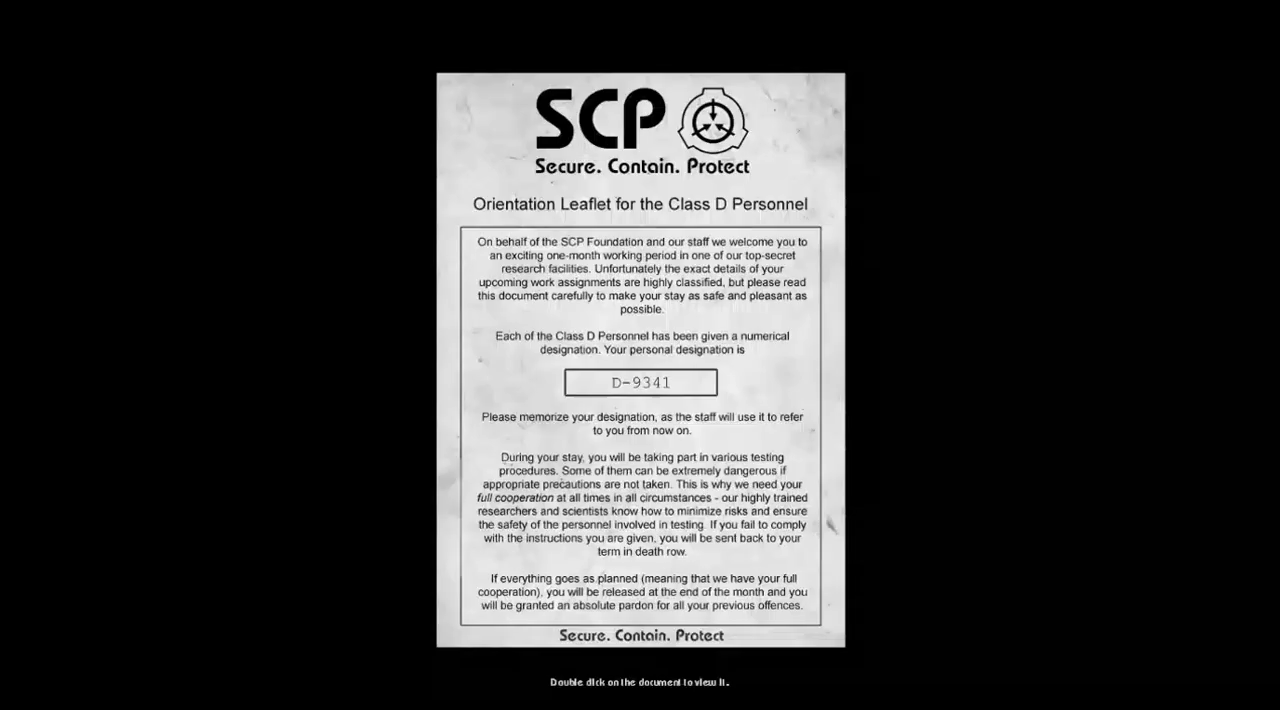 SCP
Secure. Contain. Protect
Orientation Leaflet for the Class D Personnel
On behalf of the SCP Foundation and our staff we welcome you to
an exciting one-month working period in one of our top-secret
research facilities. Unfortunately the exact details of your
upcoming work assignments are highly classified, but please read
this document carefully to make your stay as safe and pleasant as
possible.
Each of the Class D Personnel has been given a numerical
designation. Your personal designation is
D-9341
Please memorize your designation, as the staff will use it to refer
to you from now on.
During your stay, you will be taking part in various testing
procedures. Some of them can be extremely dangerous if
appropriate precautions are not taken. This is why we need your
full cooperation at all times in all circumstances - our highly trained
researchers and scientists know how to minimize risks and ensure
the safety of the personnel involved in testing. If you fail to comply
with the instructions you are given, you will be sent back to your
term in death row.
If everything goes as planned (meaning that we have your full
cooperation), you will be released at the end of the month and you
will be granted an absolute pardon for all your previous offences.
Secure. Contain. Protect
Double click on the document to view it.